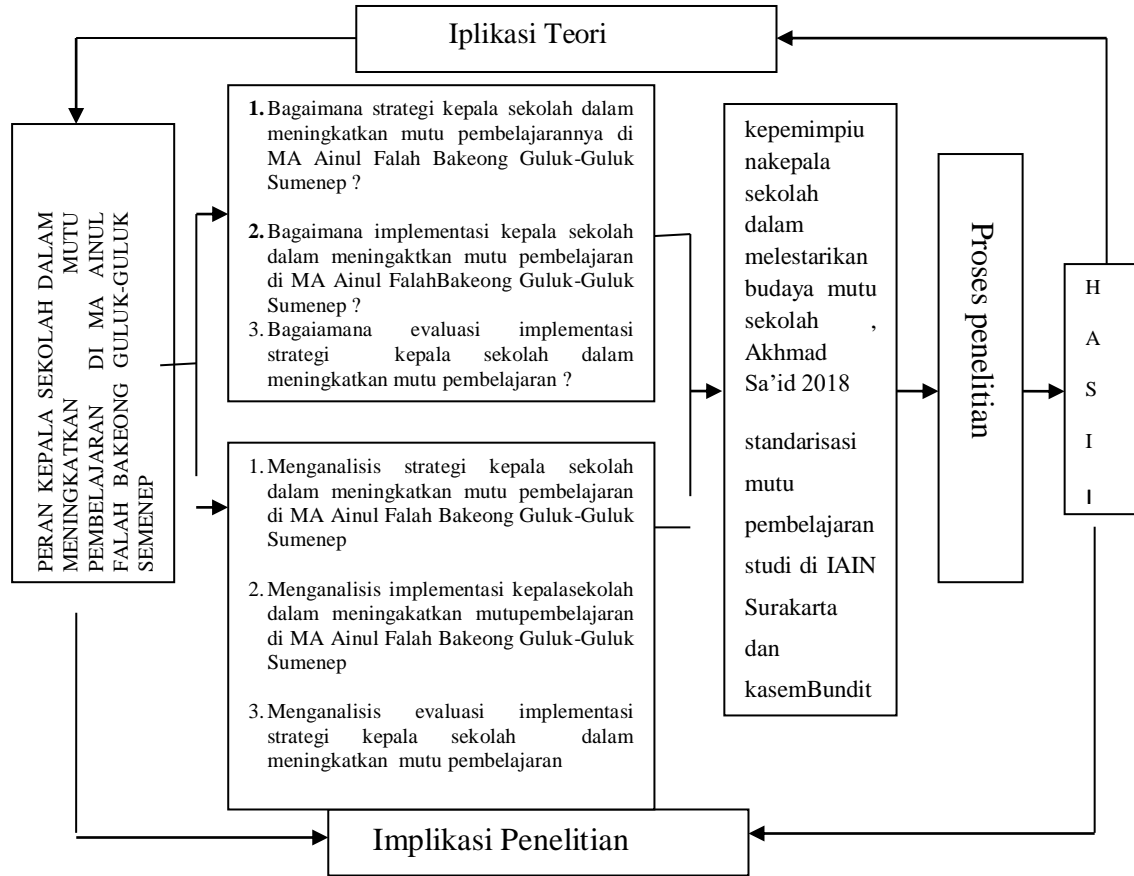 Iplikasi Teori
PERAN KEPALA SEKOLAH DALAM
MENINGKATKAN MUTU
PEMBELAJARAN DI MA AINUL
FALAH BAKEONG GULUK-GULUK
SEMENEP
1. Bagaimana strategi kepala sekolah dalam
meningkatkan mutu pembelajarannya di
MA Ainul Falah Bakeong Guluk-Guluk
Sumenep ?
2. Bagaimana implementasi kepala sekolah
dalam meningaktkan mutu pembelajaran
di MA Ainul FalahBakeong Guluk-Guluk
Sumenep ?
3. Bagaiamana evaluasi implementasi
strategi kepala sekolah dalam
meningkatkan mutu pembelajaran ?
1. Menganalisis strategi kepala sekolah
dalam meningkatkan mutu pembelajaran
di MA Ainul Falah Bakeong Guluk-Guluk
Sumenep
2. Menganalisis implementasi kepalasekolah
dalam meningakatkan mutupembelajaran
di MA Ainul Falah Bakeong Guluk-Guluk
Sumenep
3. Menganalisis evaluasi implementasi
strategi kepala sekolah dalam
meningkatkan mutu pembelajaran
kepemimpiu
nakepala
sekolah
dalam
melestarikan
budaya mutu
sekolah ,
Akhmad
Sa’id 2018
standarisasi
mutu
pembelajaran
studi di IAIN
Surakarta
dan
kasemBundit
Proses penelitian
H
A
S
I
l
Implikasi Penelitian